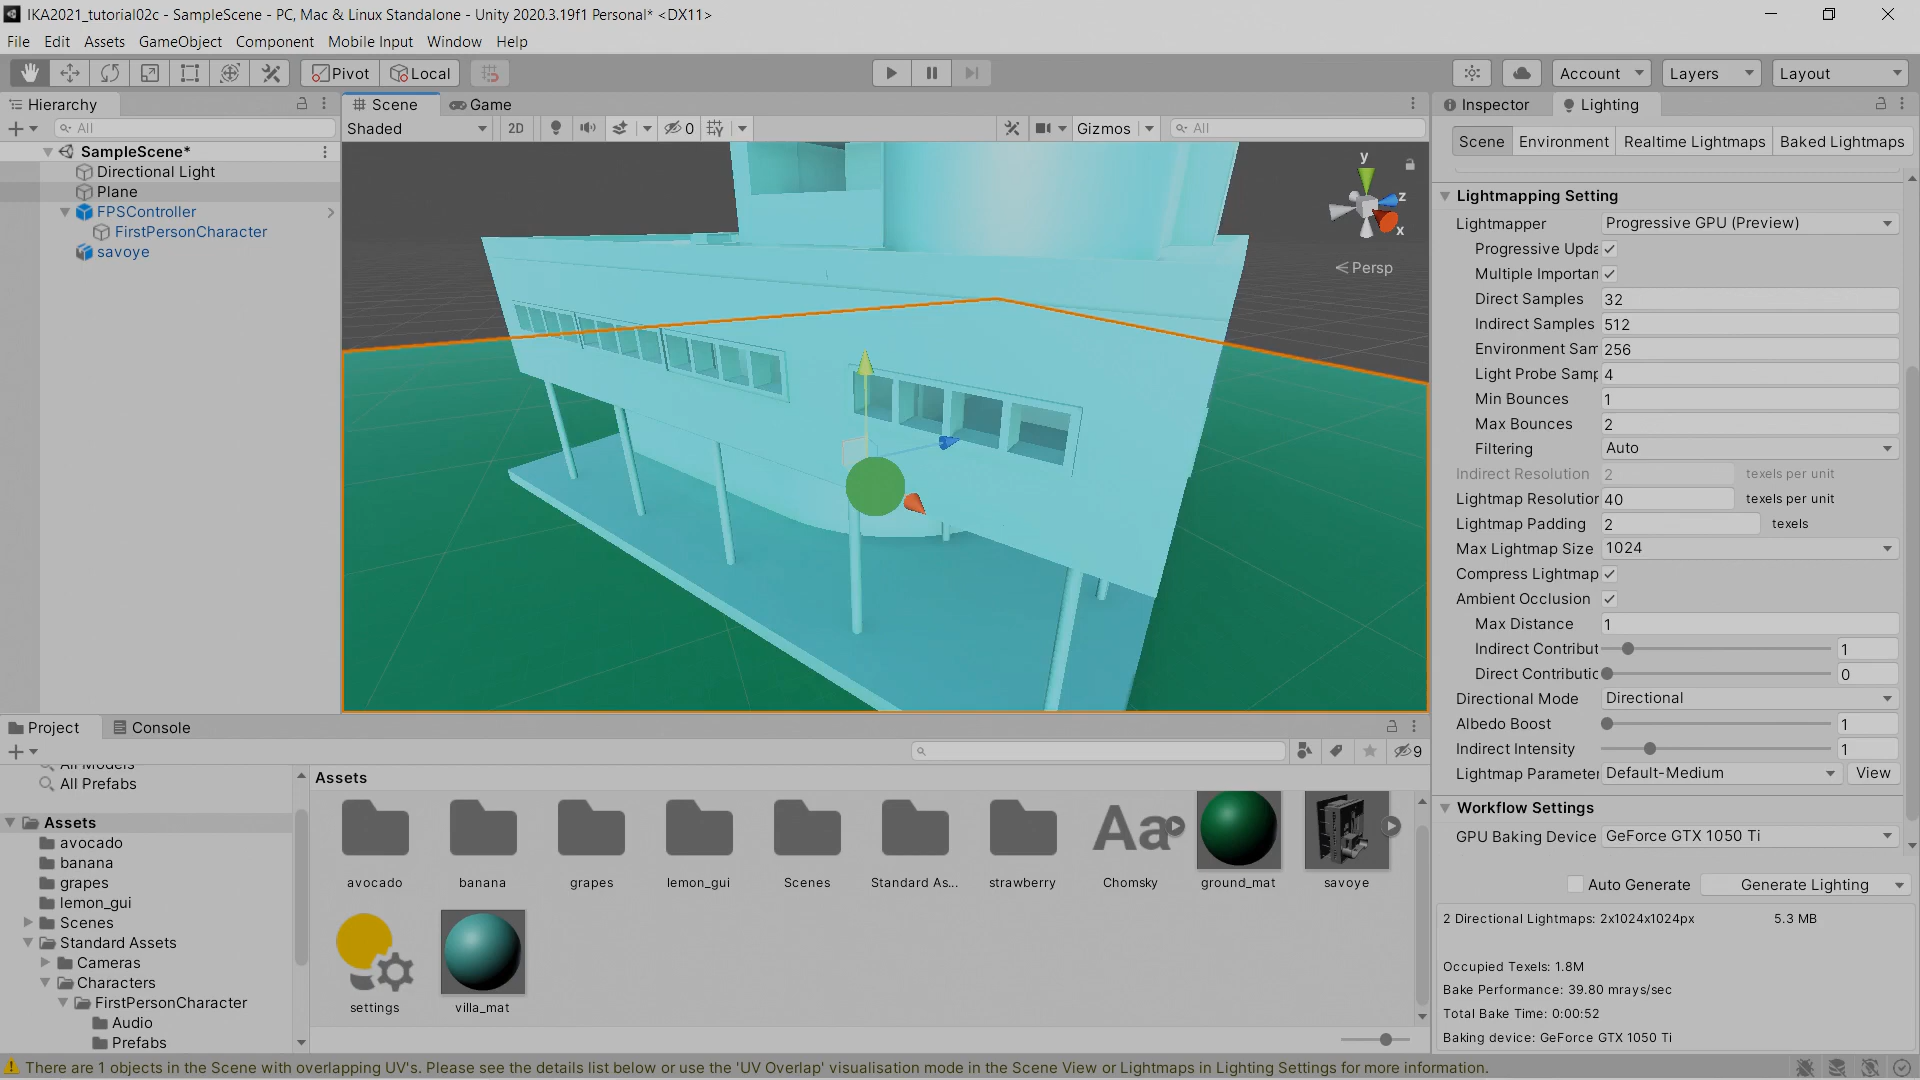 IKA2021_tutorial02c - SampleScene - PC, Mac & Linux Standalone - Unity 2020.3.19f1 Personal* <DX11>
File Edit Assets GameObject Component Mobile Input Window Help
Pivot Local Account Layers Layout
Hierarchy
All
SampleScene*
Directional Light
Plane
FPSController
FirstPersonCharacter
savoye
Scene Game
Shaded 2D 0 Gizmos All
y
z
x
Persp
Inspector Lighting
Scene Environment Realtime Lightmaps Baked Lightmaps
Lightmapping Setting
Lightmapper Progressive GPU (Preview)
Progressive Upda
Multiple Importan
Direct Samples 32
Indirect Samples 512
Environment Sam 256
Light Probe Samp 4
Min Bounces 1
Max Bounces 2
Filtering Auto
Indirect Resolution 2 texels per unit
Lightmap Resolution 40 texels per unit
Lightmap Padding 2 texels
Max Lightmap Size 1024
Compress Lightmap
Ambient Occlusion
Max Distance 1
Indirect Contribut 1
Direct Contributic 0
Directional Mode Directional
Albedo Boost 1
Indirect Intensity 1
Lightmap Parameter Default-Medium View
Workflow Settings
GPU Baking Device GeForce GTX 1050 Ti
Auto Generate Generate Lighting
2 Directional Lightmaps: 2x1024x1024px 5.3 MB
Occupied Texels: 1.8M
Bake Performance: 39.80 mrays/sec
Total Bake Time: 0:00:52
Baking device: GeForce GTX 1050 Ti
Project Console
9
All Models
All Prefabs
Assets
avocado
banana
grapes
lemon_gui
Scenes
Standard Assets
Cameras
Characters
FirstPersonCharacter
Audio
Prefabs
Assets
Aa
avocado banana grapes lemon_gui Scenes Standard As... strawberry Chomsky ground_mat savoye
settings villa_mat
There are 1 objects in the Scene with overlapping UV's. Please see the details list below or use the 'UV Overlap' visualisation mode in the Scene View or Lightmaps in Lighting Settings for more information.